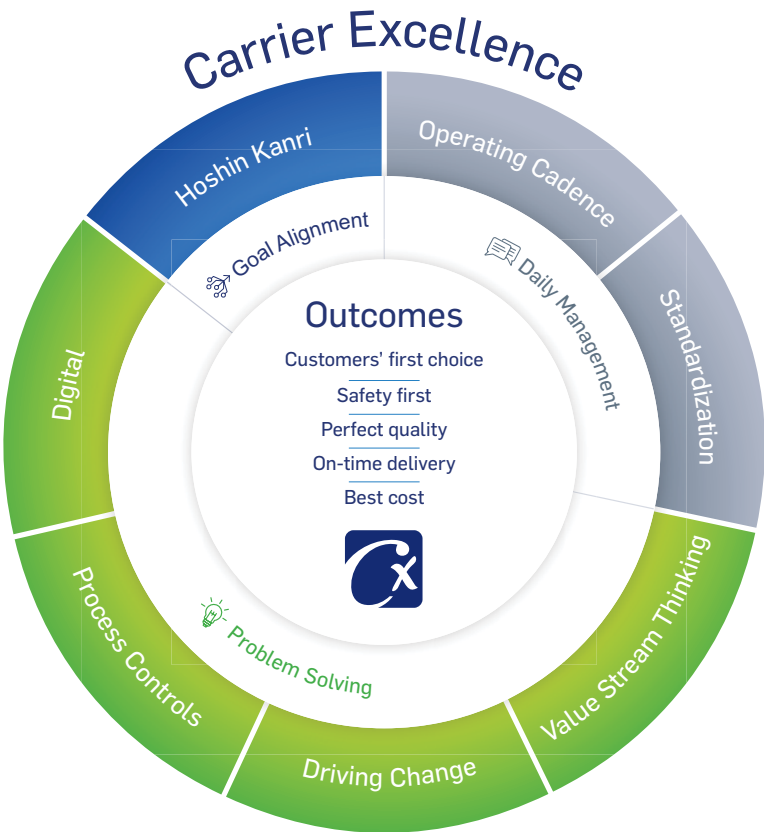 Carrier Excellence
Hoshin Kanri
Operating Cadence
Standardization
Value Stream Thinking
Driving Change
Process Controls
Digital
Goal Alignment
Daily Management
Problem Solving
Outcomes
Customers’ first choice
Safety first
Perfect quality
On-time delivery
Best cost
Cx